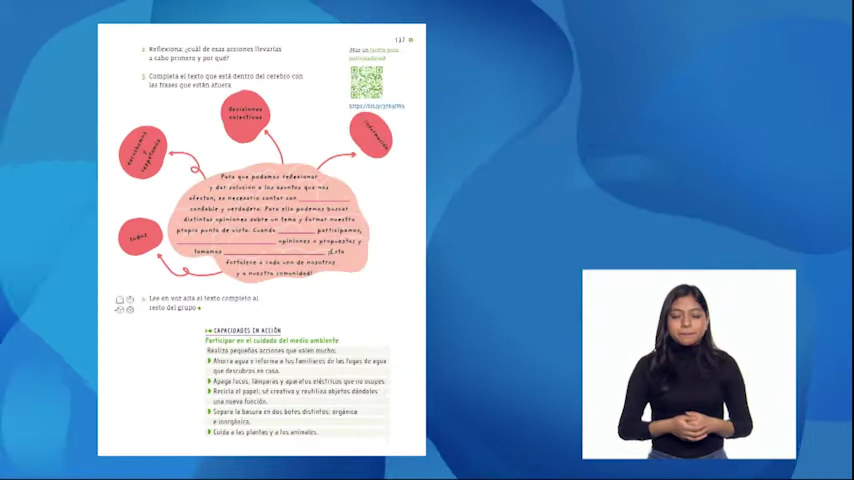 137
2. Reflexiona: ¿cuál de esas acciones llevarías
a cabo primero y por qué?
¡Haz un jardín para
polinizadores!
3. Completa el texto que está dentro del cerebro con
las frases que están afuera.
decisiones
colectivas
información
escuchamos
y
respetamos
todos
Para que podamos reflexionar
y dar solución a los asuntos que nos
afectan, es necesario contar con
confiable y verdadera. Para ello podemos buscar
distintas opiniones sobre un tema y formar nuestro
propio punto de vista. Cuando participamos,
opiniones o propuestas y
tomamos ¡Esto
fortalece a cada uno de nosotros
y a nuestra comunidad!
4. Lee en voz alta el texto completo al
resto del grupo
CAPACIDADES EN ACCIÓN
Participar en el cuidado del medio ambiente
Realiza pequeñas acciones que valen mucho:
Ahorra agua e informa a tus familiares de las fugas de agua
que descubras en casa.
Apaga focos, lámparas y aparatos eléctricos que no ocupes.
Recicla el papel; sé creativo y reutiliza objetos dándoles
una nueva función.
Separa la basura en dos botes distintos: orgánica
e inorgánica.
Cuida a las plantas y a los animales.